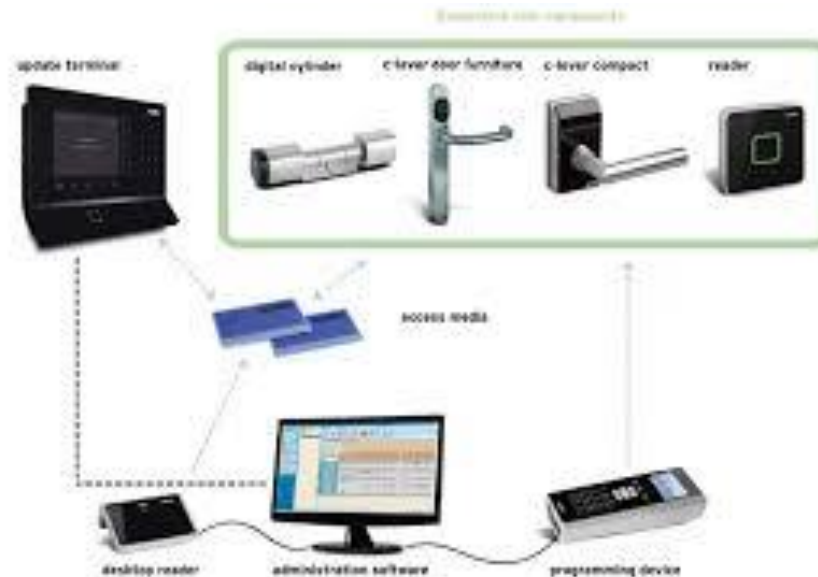 update terminal
digital cylinder
c-lever door furniture
c-lever compact
reader
access media
desktop reader
administration software
programming device